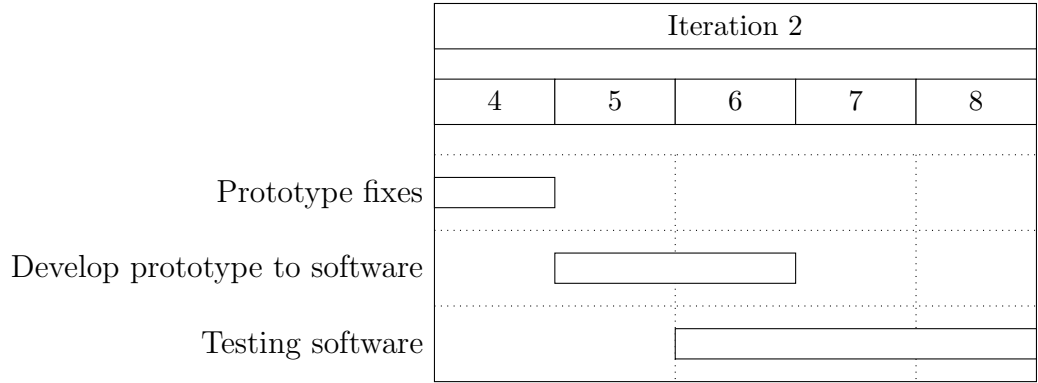 Iteration 2
4 5 6 7 8
Prototype fixes
Develop prototype to software
Testing software